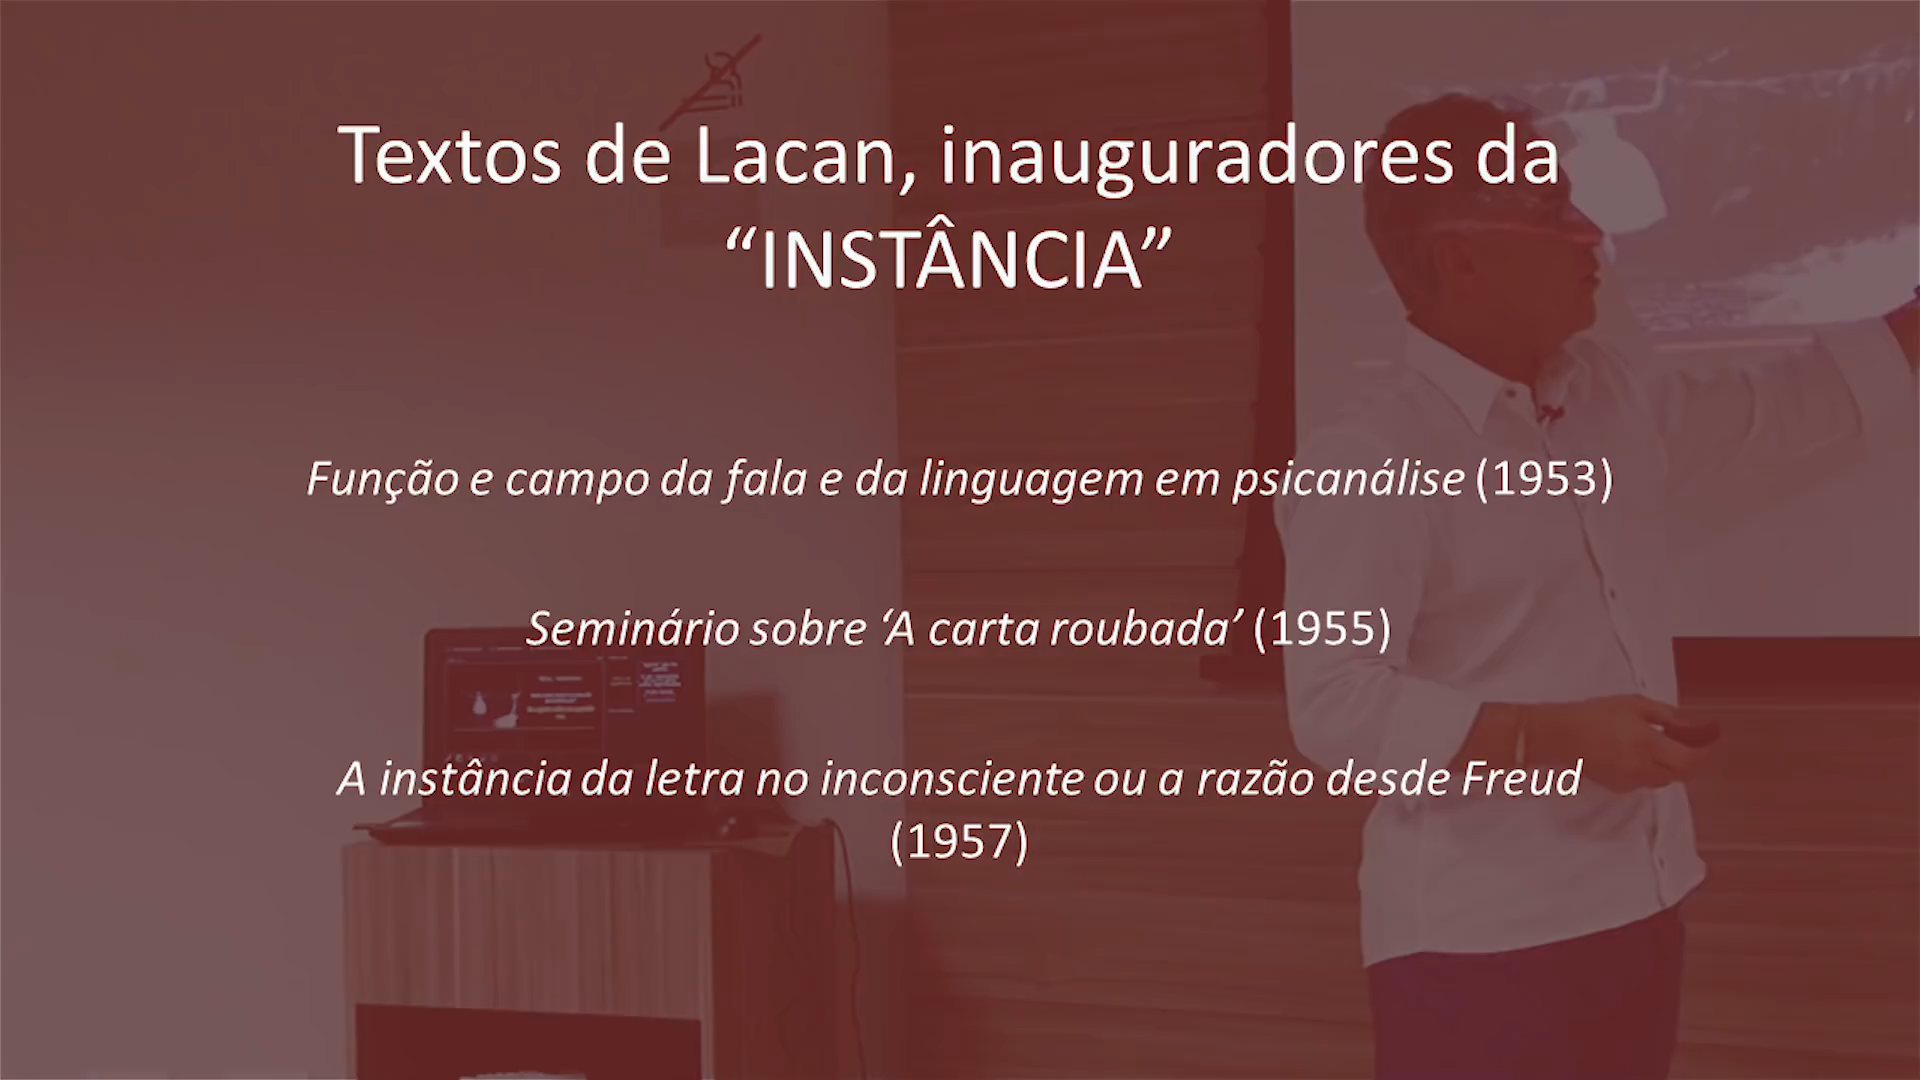 Textos de Lacan, inauguradores da
“INSTÂNCIA”
Função e campo da fala e da linguagem em psicanálise (1953)
Seminário sobre ‘A carta roubada’ (1955)
A instância da letra no inconsciente ou a razão desde Freud
(1957)